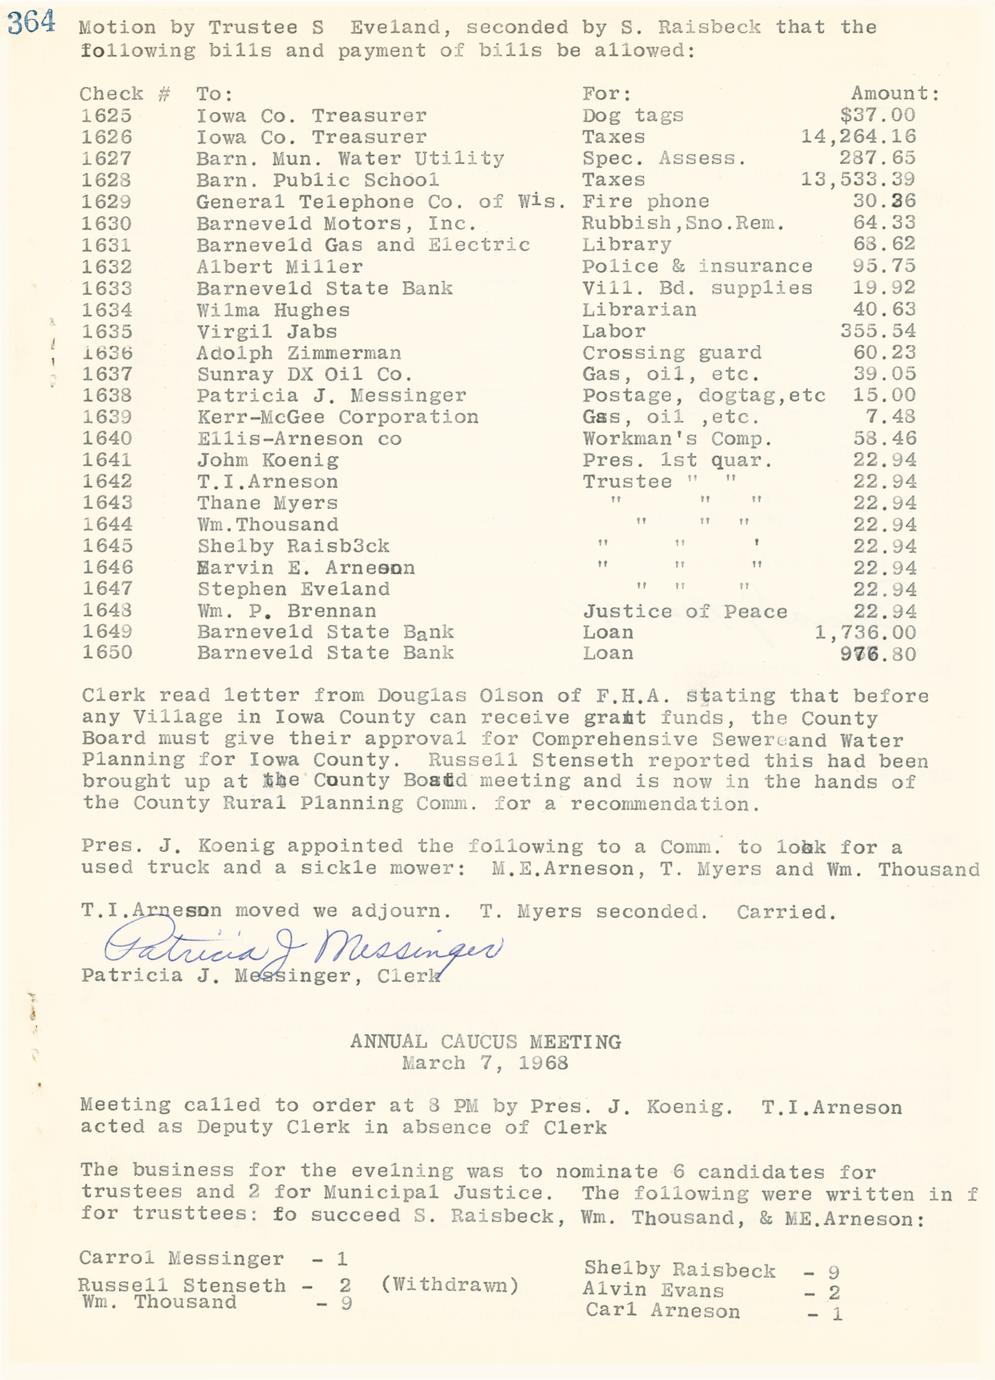 364
Motion by Trustee S Eveland, seconded by S. Raisbeck that the
following bills and payment of bills be allowed:
Check # To: For: Amount:
1625 Iowa Co. Treasurer Dog tags $37.00
1626 Iowa Co. Treasurer Taxes 14,264.16
1627 Barn. Mun. Water Utility Spec. Assess. 287.65
1628 Barn. Public School Taxes 13,533.39
1629 General Telephone Co. of Wis. Fire phone 30.36
1630 Barneveld Motors, Inc. Rubbish,Sno.Rem. 64.33
1631 Barneveld Gas and Electric Library 68.62
1632 Albert Miller Police & insurance 95.75
1633 Barneveld State Bank Vill. Bd. supplies 19.92
1634 Wilma Hughes Librarian 40.63
1635 Virgil Jabs Labor 355.54
1636 Adolph Zimmerman Crossing guard 60.23
1637 Sunray DX Oil Co. Gas, oil, etc. 39.05
1638 Patricia J. Messinger Postage, dogtag,etc 15.00
1639 Kerr-McGee Corporation Gas, oil ,etc. 7.48
1640 Ellis-Arneson co Workman's Comp. 58.46
1641 Johm Koenig Pres. 1st quar. 22.94
1642 T.I.Arneson Trustee " " 22.94
1643 Thane Myers " " " 22.94
1644 Wm.Thousand " " " 22.94
1645 Shelby Raisb3ck " " ' 22.94
1646 Marvin E. Arneson " " " 22.94
1647 Stephen Eveland " " " 22.94
1648 Wm. P. Brennan Justice of Peace 22.94
1649 Barneveld State Bank Loan 1,736.00
1650 Barneveld State Bank Loan 976.80
Clerk read letter from Douglas Olson of F.H.A. stating that before
any Village in Iowa County can receive grant funds, the County
Board must give their approval for Comprehensive Sewer and Water
Planning for Iowa County. Russell Stenseth reported this had been
brought up at the County Board meeting and is now in the hands of
the County Rural Planning Comm. for a recommendation.
Pres. J. Koenig appointed the following to a Comm. to look for a
used truck and a sickle mower: M.E.Arneson, T. Myers and Wm. Thousand
T.I.Arneson moved we adjourn. T. Myers seconded. Carried.
Patricia J Messinger
Patricia J. Messinger, Clerk
ANNUAL CAUCUS MEETING
March 7, 1968
Meeting called to order at 8 PM by Pres. J. Koenig. T.I.Arneson
acted as Deputy Clerk in absence of Clerk
The business for the evelning was to nominate 6 candidates for
trustees and 2 for Municipal Justice. The following were written in f
for trusttees: fo succeed S. Raisbeck, Wm. Thousand, & ME.Arneson:
Carrol Messinger - 1
Russell Stenseth - 2 (Withdrawn)
Wm. Thousand - 9
Shelby Raisbeck - 9
Alvin Evans - 2
Carl Arneson - 1